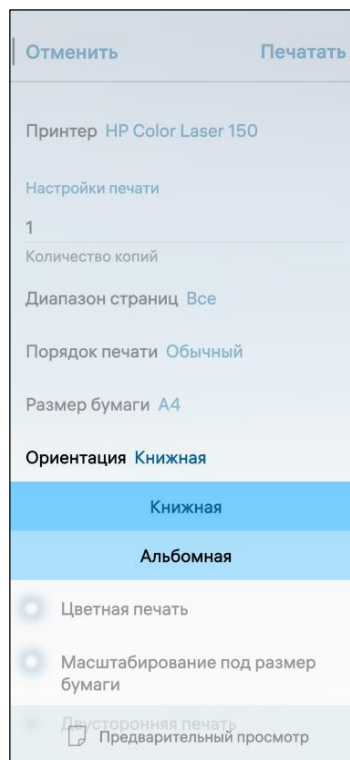 Отменить Печатать
Принтер HP Color Laser 150
Настройки печати
1
Количество копий
Диапазон страниц Все
Порядок печати Обычный
Размер бумаги A4
Ориентация Книжная
Книжная
Альбомная
Цветная печать
Масштабирование под размер
бумаги
Двусторонняя печать
Предварительный просмотр